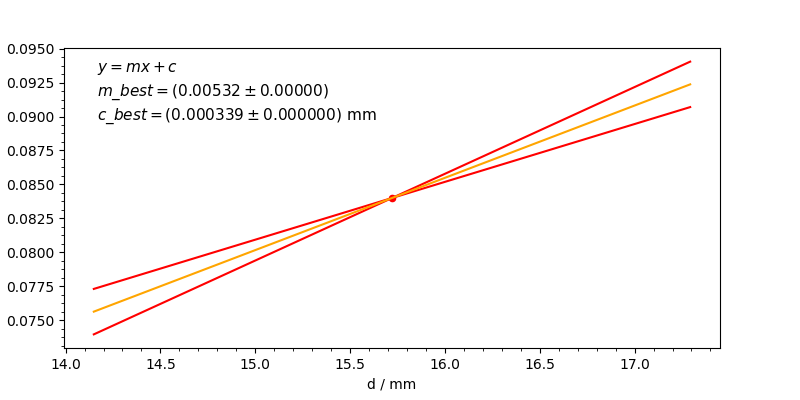 0.0950
y = mx + c
0.0925
m_best = (0.00532 ± 0.00000)
0.0900
c_best = (0.000339 ± 0.000000) mm
0.0875
0.0850
0.0825
0.0800
0.0775
0.0750
14.0 14.5 15.0 15.5 16.0 16.5 17.0
d / mm